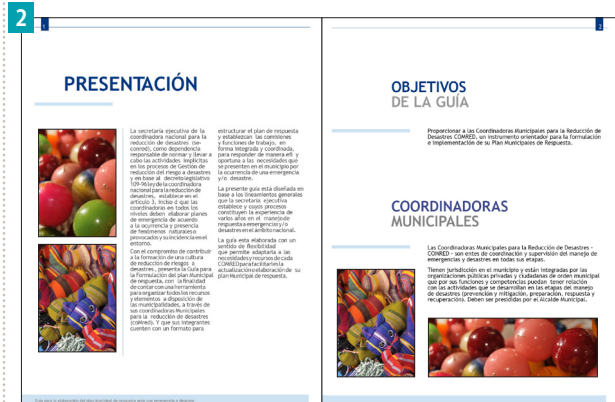 2
1
PRESENTACIÓN
La secretaria ejecutiva de la
coordinadora nacional para la
reducción de desastres (se-
conred), como dependencia
responsable de normar y llevar a
cabo las actividades implícitas
en los procesos de Gestión de
reducción del riesgo a desastres
y en base al decreto legislativo
109-96 ley de la coordinadora
nacional para la reducción de
desastres, establece en el
artículo 3, inciso d que las
coordinadoras en todos los
niveles deben elaborar planes
de emergencia de acuerdo
a la ocurrencia y presencia
de fenómenos naturales o
provocados y su incidencia en el
entorno.
Con el compromiso de contribuir
a la formación de una cultura
de reducción de riesgos a
desastres, presenta la Guía para
la Formulación del plan Municipal
de respuesta, con la finalidad
de contar con una herramienta
para organizar todos los recursos
y elementos a disposición de
las municipalidades, a través de
sus coordinadoras Municipales
para la reducción de desastres
(coMred). Y que sus integrantes
cuenten con un formato para
estructurar el plan de respuesta
y establezcan las comisiones
y funciones de trabajo, en
forma integrada y coordinada,
para responder de manera efi y
oportuna a las necesidades que
se presenten en el municipio por
la ocurrencia de una emergencia
y/o desastre.
La presente guía está diseñada en
base a los lineamientos generales
que la secretaria ejecutiva
establece y cuyos procesos
constituyen la experiencia de
varios años en el manejo de
respuesta a emergencias y/o
desastres en el ámbito nacional.
La guía esta elaborada con un
sentido de flexibilidad
que permite adaptarla a las
necesidades y recursos de cada
COMRED para facilitarles la
actualización o elaboración de su
plan Municipal de respuesta.
2
OBJETIVOS
DE LA GUÍA
Proporcionar a las Coordinadoras Municipales para la Reducción de
Desastres COMRED, un instrumento orientador para la formulación
e implementación de su Plan Municipales de Respuesta.
COORDINADORAS
MUNICIPALES
Las Coordinadoras Municipales para la Reducción de Desastres -
COMRED - son entes de coordinación y supervisión del manejo de
emergencias y desastres en todas sus etapas.
Tienen jurisdicción en el municipio y están integradas por las
organizaciones públicas privadas y ciudadanas de orden municipal
que por sus funciones y competencias puedan tener relación
con las actividades que se desarrollan en las etapas del manejo
de desastres (prevención y mitigación, preparación, respuesta y
recuperación). Deben ser presididas por el Alcalde Municipal.